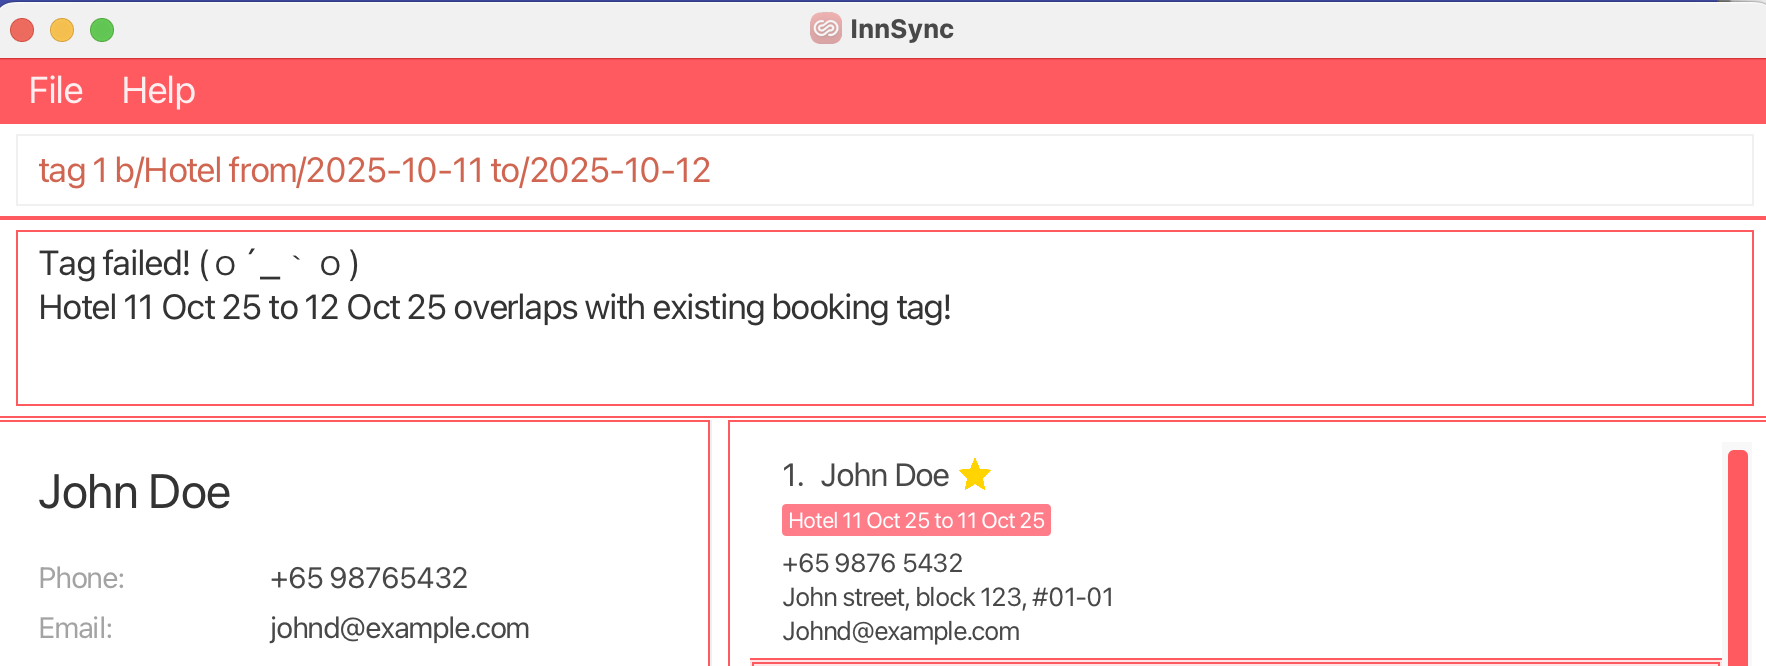 InnSync
File Help
tag 1 b/Hotel from/2025-10-11 to/2025-10-12
Tag failed! (ｏ´_｀ｏ)
Hotel 11 Oct 25 to 12 Oct 25 overlaps with existing booking tag!
John Doe
Phone: +65 98765432
Email: johnd@example.com
1. John Doe ⭐
Hotel 11 Oct 25 to 11 Oct 25
+65 9876 5432
John street, block 123, #01-01
Johnd@example.com